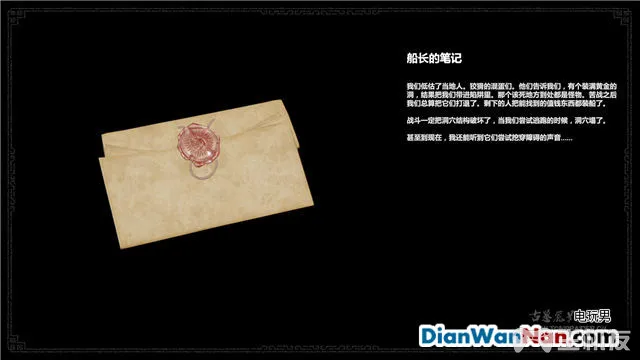 船长的笔记
我们低估了当地人。狡猾的混蛋们。他们告诉我们，有个装满黄金的
洞，结果把我们带进陷阱里。那个该死地方到处都是怪物。苦战之后
我们总算把它们打退了。剩下的人把能找到的值钱东西都装船了。
战斗一定把洞穴结构破坏了，当我们尝试逃跑的时候，洞穴塌了。
甚至到现在，我还能听到它们尝试挖穿障碍的声音......
电玩男
DianWanNan.com